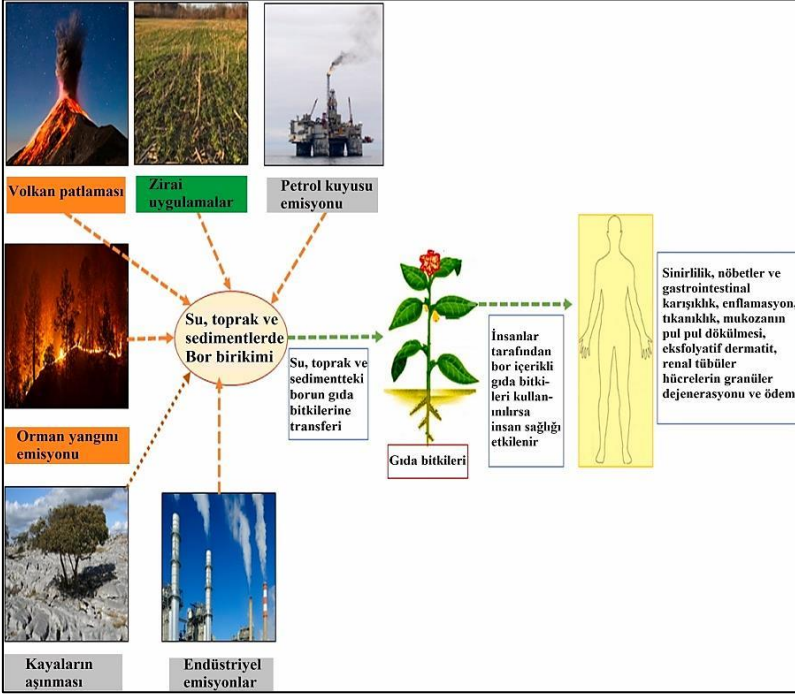 Volkan patlaması
Zirai
uygulamalar
Petrol kuyusu
emisyonu
Su, toprak ve
sedimentlerde
Bor birikimi
Orman yangını
emisyonu
Kayaların
aşınması
Endüstriyel
emisyonlar
Su, toprak ve
sedimentteki
borun gıda
bitkilerine
transferi
Gıda bitkileri
İnsanlar
tarafından
bor içerikli
gıda bitki-
leri kullan-
ınılırsa
insan sağlığı
etkilenir
Sinirlilik, nöbetler ve
gastrointestinal
karışıklık, enflamasyon,
tıkanıklık, mukozanın
pul pul dökülmesi,
eksfolyatif dermatit,
renal tübüler
hücrelerin granüler
dejenerasyonu ve ödem